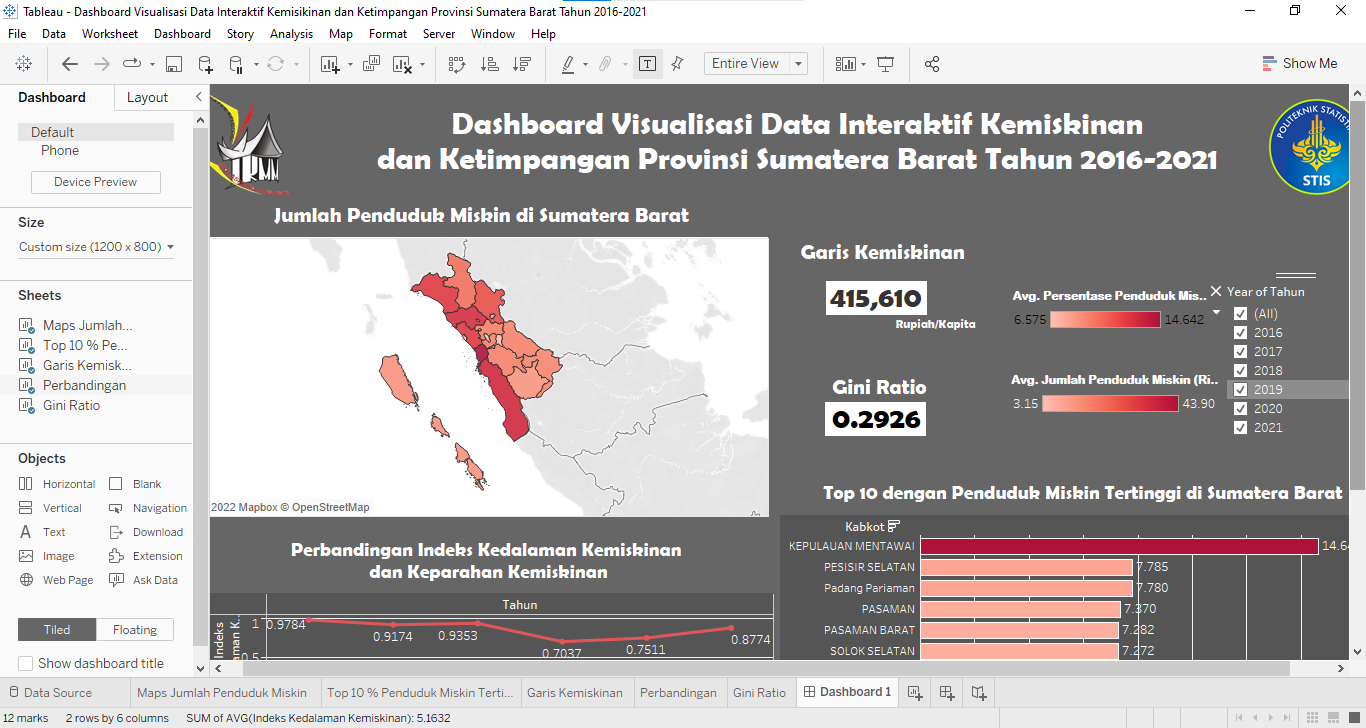 Tableau - Dashboard Visualisasi Data Interaktif Kemisikinan dan Ketimpangan Provinsi Sumatera Barat Tahun 2016-2021
File Data Worksheet Dashboard Story Analysis Map Format Server Window Help
Entire View
Show Me
Dashboard Layout
Default
Phone
Device Preview
Size
Custom size (1200 x 800)
Sheets
Maps Jumlah...
Top 10 % Pe...
Garis Kemisk...
Perbandingan
Gini Ratio
Objects
Horizontal Blank
Vertical Navigation
Text Download
Image Extension
Web Page Ask Data
Tiled Floating
Show dashboard title
Dashboard Visualisasi Data Interaktif Kemiskinan
dan Ketimpangan Provinsi Sumatera Barat Tahun 2016-2021
POLITEKNIK
STIS
Jumlah Penduduk Miskin di Sumatera Barat
2022 Mapbox © OpenStreetMap
Garis Kemiskinan
415,610
Rupiah/Kapita
Gini Ratio
0.2926
Avg. Persentase Penduduk Mis..
6.575 14.642
Avg. Jumlah Penduduk Miskin (Ri..
3.15 43.90
Year of Tahun
(All)
2016
2017
2018
2019
2020
2021
Perbandingan Indeks Kedalaman Kemiskinan
dan Keparahan Kemiskinan
Tahun
Indeks
aman K..
1
0.5
0.9784
0.9174
0.9353
0.7037
0.7511
0.8774
Top 10 dengan Penduduk Miskin Tertinggi di Sumatera Barat
Kabkot
KEPULAUAN MENTAWAI 14.64
PESISIR SELATAN 7.785
Padang Pariaman 7.780
PASAMAN 7.370
PASAMAN BARAT 7.282
SOLOK SELATAN 7.272
Data Source Maps Jumlah Penduduk Miskin Top 10 % Penduduk Miskin Terti... Garis Kemiskinan Perbandingan Gini Ratio Dashboard 1
12 marks 2 rows by 6 columns SUM of AVG(Indeks Kedalaman Kemiskinan): 5.1632